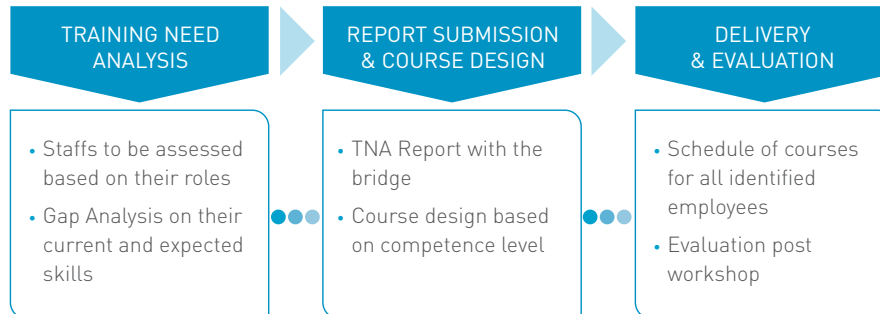 TRAINING NEED
ANALYSIS
• Staffs to be assessed
based on their roles
• Gap Analysis on their
current and expected
skills
REPORT SUBMISSION
& COURSE DESIGN
• TNA Report with the
bridge
• Course design based
on competence level
DELIVERY
& EVALUATION
• Schedule of courses
for all identified
employees
• Evaluation post
workshop